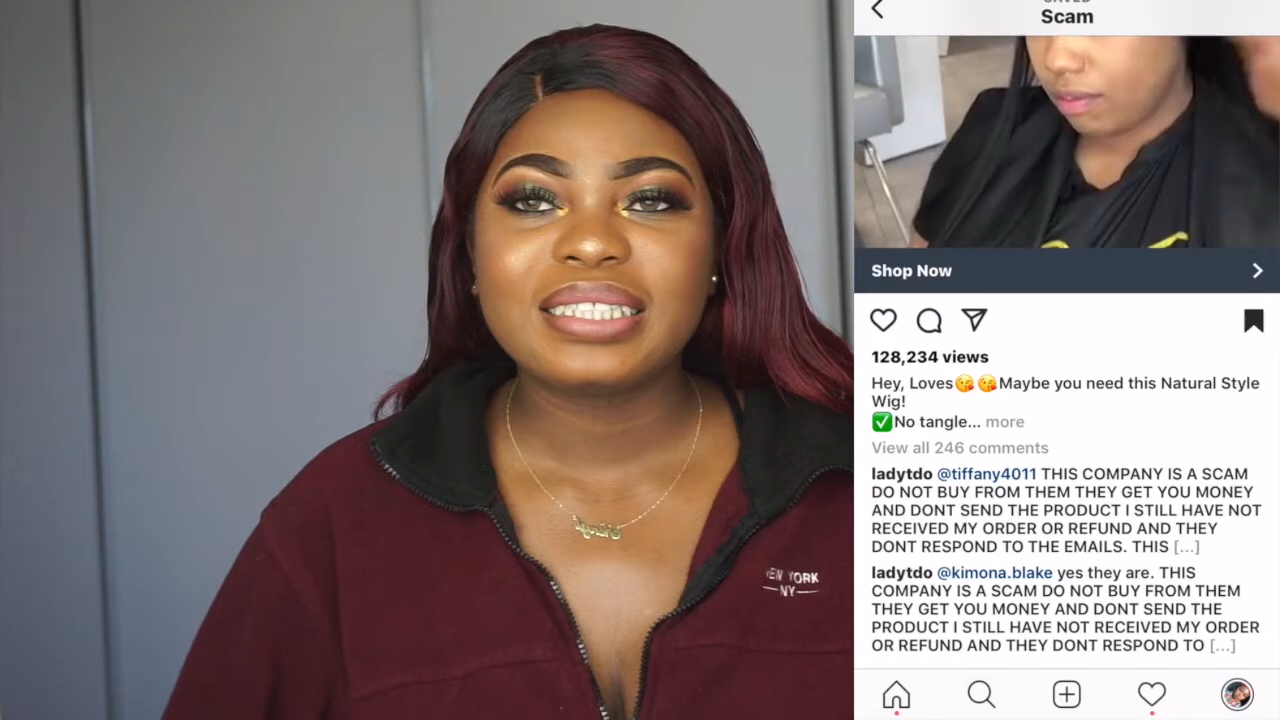 EW YORK
NY
SAVED
Scam
Shop Now
128,234 views
Hey, Loves😘😘Maybe you need this Natural Style
Wig!
✅No tangle... more
View all 246 comments
ladytdo @tiffany4011 THIS COMPANY IS A SCAM
DO NOT BUY FROM THEM THEY GET YOU MONEY
AND DONT SEND THE PRODUCT I STILL HAVE NOT
RECEIVED MY ORDER OR REFUND AND THEY
DONT RESPOND TO THE EMAILS. THIS [...]
ladytdo @kimona.blake yes they are. THIS
COMPANY IS A SCAM DO NOT BUY FROM THEM
THEY GET YOU MONEY AND DONT SEND THE
PRODUCT I STILL HAVE NOT RECEIVED MY ORDER
OR REFUND AND THEY DONT RESPOND TO [...]